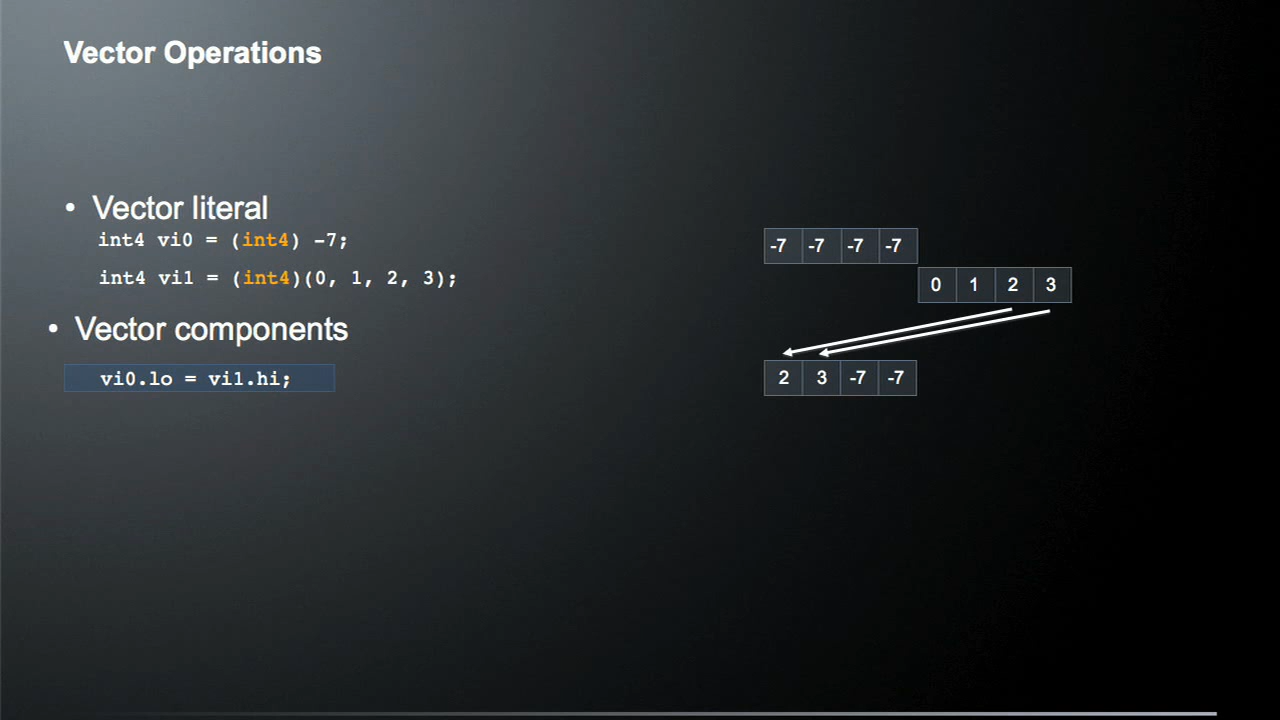 Vector Operations
• Vector literal
int4 vi0 = (int4) -7;
-7 -7 -7 -7
int4 vi1 = (int4)(0, 1, 2, 3);
0 1 2 3
• Vector components
vi0.lo = vi1.hi;
2 3 -7 -7